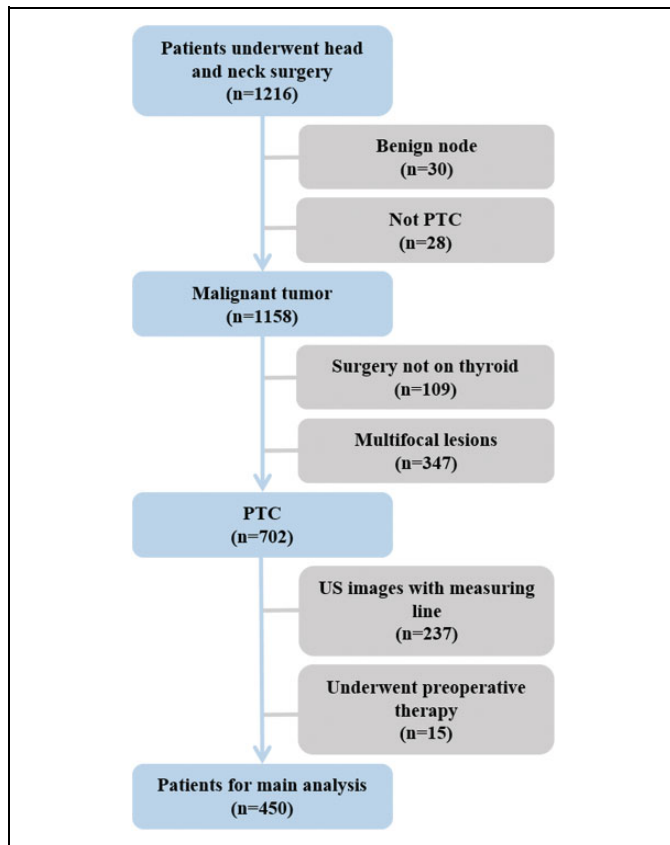 Patients underwent head
and neck surgery
(n=1216)
Benign node
(n=30)
Not PTC
(n=28)
Malignant tumor
(n=1158)
Surgery not on thyroid
(n=109)
Multifocal lesions
(n=347)
PTC
(n=702)
US images with measuring
line
(n=237)
Underwent preoperative
therapy
(n=15)
Patients for main analysis
(n=450)